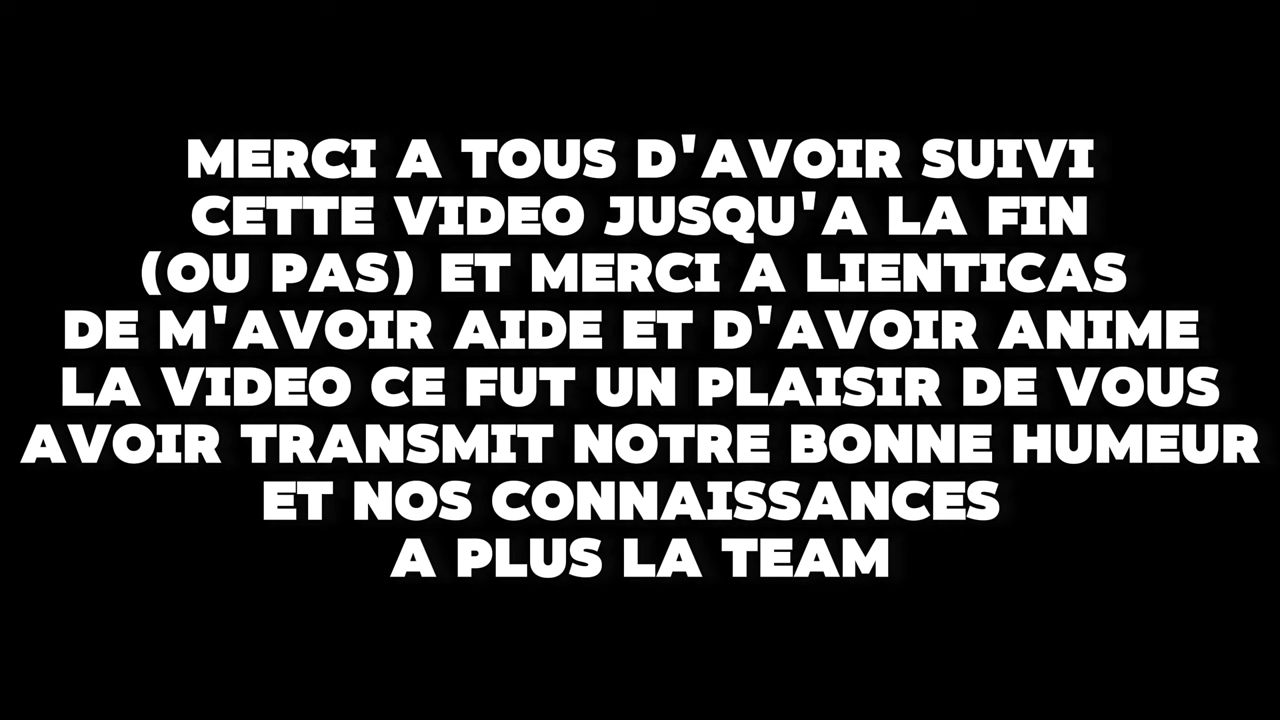 MERCI A TOUS D'AVOIR SUIVI
CETTE VIDEO JUSQU'A LA FIN
(OU PAS) ET MERCI A LIENTICAS
DE M'AVOIR AIDE ET D'AVOIR ANIME
LA VIDEO CE FUT UN PLAISIR DE VOUS
AVOIR TRANSMIT NOTRE BONNE HUMEUR
ET NOS CONNAISSANCES
A PLUS LA TEAM